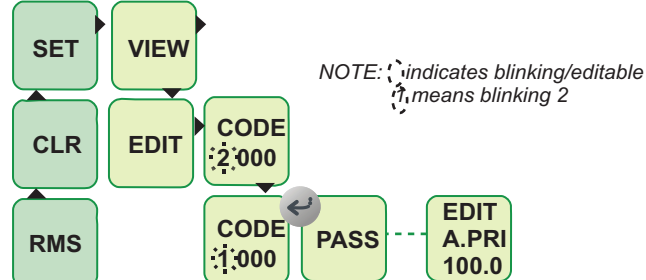 SET
VIEW
NOTE: indicates blinking/editable
1 means blinking 2
CLR
EDIT
CODE
2 000
RMS
CODE
1 000
PASS
EDIT
A.PRI
100.0